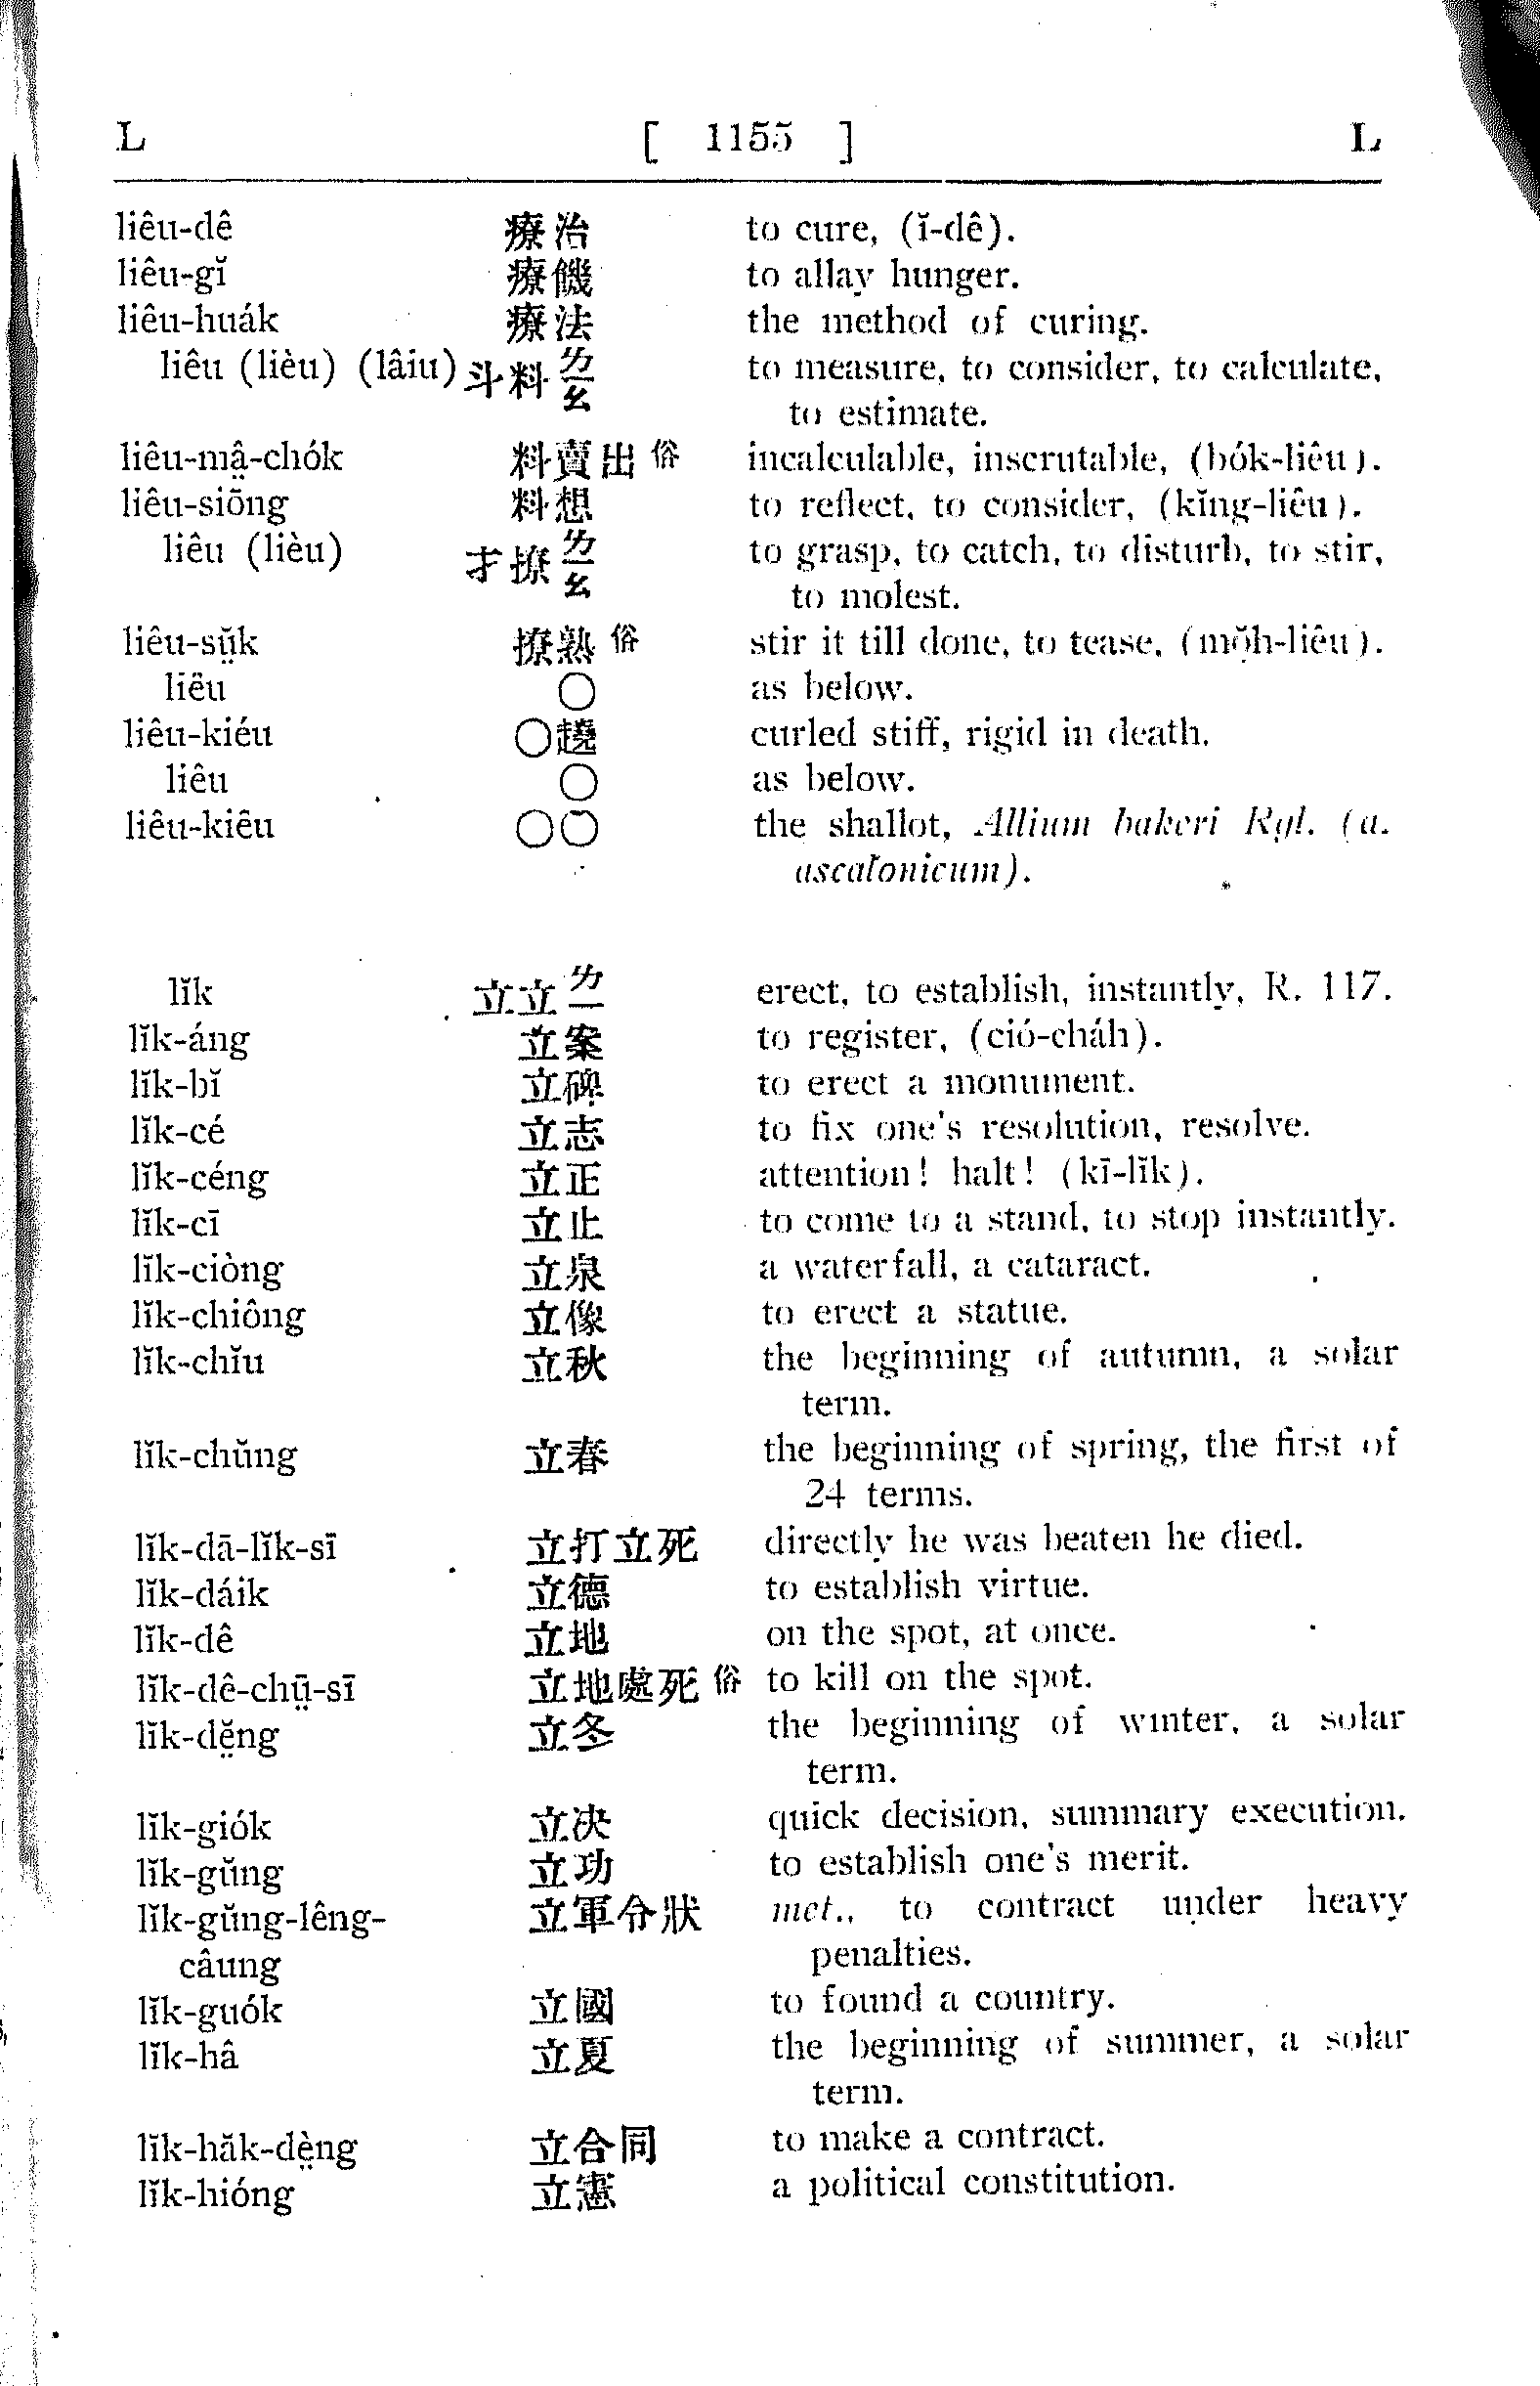 L [ 1155 ] L
liêu-dê 療治 to cure, (ĭ-dê).
liêu-gĭ 療饑 to allay hunger.
liêu-huák 療法 the method of curing.
liêu (lièu) (lâiu) 斗料ㄌㄧㄠ to measure, to consider, to calculate,
to estimate.
liêu-mâ̤-chók 料賣出俗 incalculable, inscrutable, (bók-liêu).
liêu-siōng 料想 to reflect, to consider, (kĭng-liêu).
liêu (lièu) 扌撩ㄌㄧㄠ to grasp, to catch, to disturb, to stir,
to molest.
liêu-sṳ̆k 撩熟俗 stir it till done, to tease, (mō̤h-liêu).
liêu ○ as below.
liêu-kiéu ○趬 curled stiff, rigid in death.
liêu ○ as below.
liêu-kiêu ○○ the shallot, Allium bakeri Rgl. (a.
ascalonicum).
lĭk 立立ㄌㄧ erect, to establish, instantly, R. 117.
lĭk-áng 立案 to register, (ció-cháh).
lĭk-bĭ 立碑 to erect a monument.
lĭk-cé 立志 to fix one's resolution, resolve.
lĭk-céng 立正 attention! halt! (kī-lĭk).
lĭk-cī 立止 to come to a stand, to stop instantly.
lĭk-ciòng 立泉 a waterfall, a cataract.
lĭk-chiông 立像 to erect a statue.
lĭk-chĭu 立秋 the beginning of autumn, a solar
term.
lĭk-chŭng 立春 the beginning of spring, the first of
24 terms.
lĭk-dā-lĭk-sī 立打立死 directly he was beaten he died.
lĭk-dáik 立德 to establish virtue.
lĭk-dê 立地 on the spot, at once.
lĭk-dê-chṳ̄-sī 立地處死俗 to kill on the spot.
lĭk-dĕ̤ng 立冬 the beginning of winter, a solar
term.
lĭk-giók 立决 quick decision, summary execution.
lĭk-gŭng 立功 to establish one's merit.
lĭk-gŭng-lêng- 立軍令狀 met., to contract under heavy
câung penalties.
lĭk-guók 立國 to found a country.
lĭk-hâ 立夏 the beginning of summer, a solar
term.
lĭk-hăk-dè̤ng 立合同 to make a contract.
lĭk-hióng 立憲 a political constitution.